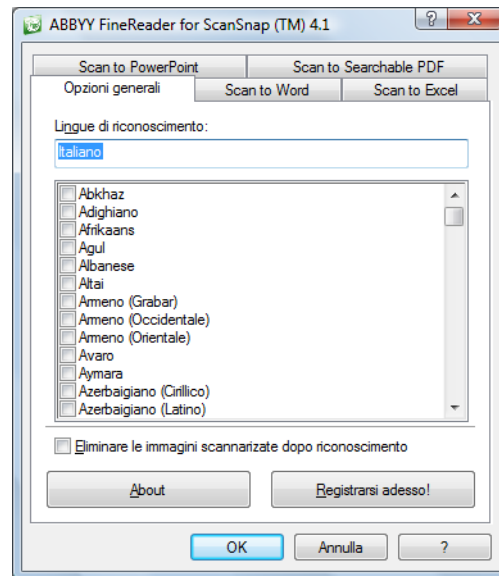 ABBYY FineReader for ScanSnap (TM) 4.1
?
Scan to PowerPoint
Scan to Searchable PDF
Opzioni generali
Scan to Word
Scan to Excel
Lingue di riconoscimento:
Italiano
Abkhaz
Adighiano
Afrikaans
Agul
Albanese
Altai
Armeno (Grabar)
Armeno (Occidentale)
Armeno (Orientale)
Avaro
Aymara
Azerbaigiano (Cirillico)
Azerbaigiano (Latino)
Eliminare le immagini scannarizate dopo riconoscimento
About
Registrarsi adesso!
OK
Annulla
?